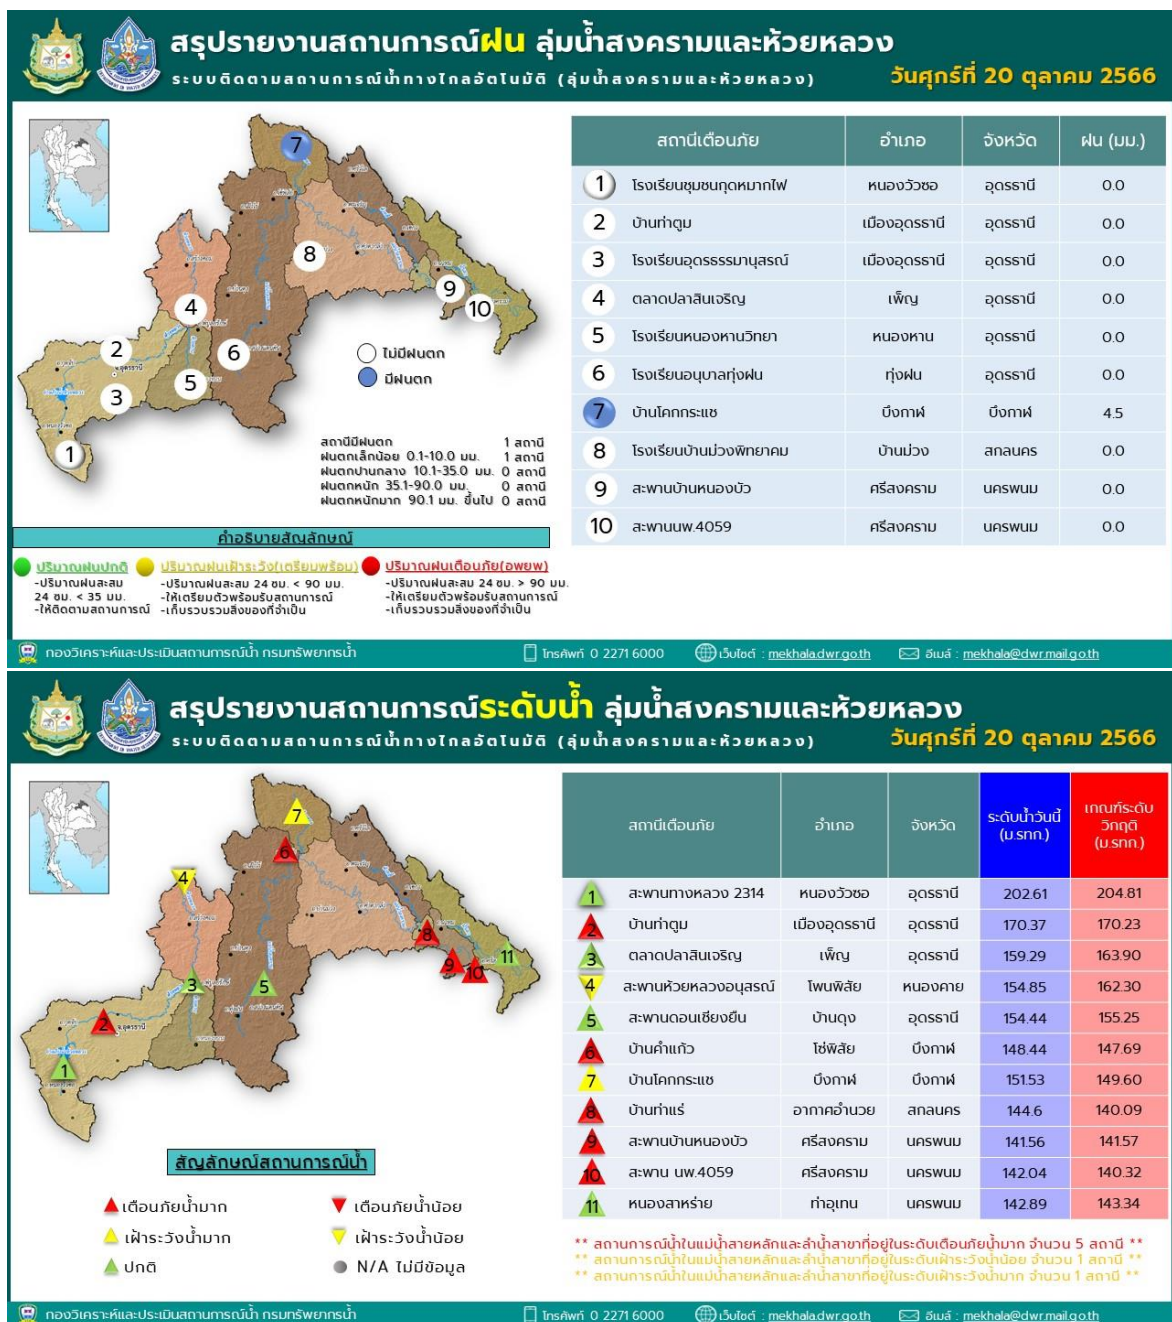 สรุปรายงานสถานการณ์ฝน ลุ่มน้ำสงครามและห้วยหลวง
ระบบติดตามสถานการณ์น้ำทางไกลอัตโนมัติ (ลุ่มน้ำสงครามและห้วยหลวง)
วันศุกร์ที่ 20 ตุลาคม 2566
7
8
9
10
4
2
6
5
3
1
ไม่มีฝนตก
มีฝนตก
สถานีมีฝนตก 1 สถานี
ฝนตกเล็กน้อย 0.1-10.0 มม. 1 สถานี
ฝนตกปานกลาง 10.1-35.0 มม. 0 สถานี
ฝนตกหนัก 35.1-90.0 มม. 0 สถานี
ฝนตกหนักมาก 90.1 มม. ขึ้นไป 0 สถานี
สถานีเตือนภัย อำเภอ จังหวัด ฝน (มม.)
1 โรงเรียนชุมชนกุดหมากไฟ หนองวัวซอ อุดรธานี 0.0
2 บ้านท่าตูม เมืองอุดรธานี อุดรธานี 0.0
3 โรงเรียนอุดรธรรมานุสรณ์ เมืองอุดรธานี อุดรธานี 0.0
4 ตลาดปลาสินเจริญ เพ็ญ อุดรธานี 0.0
5 โรงเรียนหนองหานวิทยา หนองหาน อุดรธานี 0.0
6 โรงเรียนอนุบาลทุ่งฝน ทุ่งฝน อุดรธานี 0.0
7 บ้านโคกกระแซ บึงกาฬ บึงกาฬ 4.5
8 โรงเรียนบ้านม่วงพิทยาคม บ้านม่วง สกลนคร 0.0
9 สะพานบ้านหนองบัว ศรีสงคราม นครพนม 0.0
10 สะพานนพ.4059 ศรีสงคราม นครพนม 0.0
คำอธิบายสัญลักษณ์
ปริมาณฝนปกติ
-ปริมาณฝนสะสม
24 ชม. < 35 มม.
-ให้ติดตามสถานการณ์
ปริมาณฝนเฝ้าระวัง(เตรียมพร้อม)
-ปริมาณฝนสะสม 24 ชม. < 90 มม.
-ให้เตรียมตัวพร้อมรับสถานการณ์
-เก็บรวบรวมสิ่งของที่จำเป็น
ปริมาณฝนเตือนภัย(อพยพ)
-ปริมาณฝนสะสม 24 ชม. > 90 มม.
-ให้เตรียมตัวพร้อมรับสถานการณ์
-เก็บรวบรวมสิ่งของที่จำเป็น
กองวิเคราะห์และประเมินสถานการณ์น้ำ กรมทรัพยากรน้ำ โทรศัพท์ 0 2271 6000 เว็บไซต์ : mekhala.dwr.go.th อีเมล์ : mekhala@dwr.mail.go.th
สรุปรายงานสถานการณ์ระดับน้ำ ลุ่มน้ำสงครามและห้วยหลวง
ระบบติดตามสถานการณ์น้ำทางไกลอัตโนมัติ (ลุ่มน้ำสงครามและห้วยหลวง)
วันศุกร์ที่ 20 ตุลาคม 2566
7
6
4
8
11
9
10
3
5
2
1
สัญลักษณ์สถานการณ์น้ำ
เตือนภัยน้ำมาก เตือนภัยน้ำน้อย
เฝ้าระวังน้ำมาก เฝ้าระวังน้ำน้อย
ปกติ N/A ไม่มีข้อมูล
สถานีเตือนภัย อำเภอ จังหวัด ระดับน้ำวันนี้ (ม.รทก.) เกณฑ์ระดับวิกฤติ (ม.รทก.)
1 สะพานทางหลวง 2314 หนองวัวซอ อุดรธานี 202.61 204.81
2 บ้านท่าตูม เมืองอุดรธานี อุดรธานี 170.37 170.23
3 ตลาดปลาสินเจริญ เพ็ญ อุดรธานี 159.29 163.90
4 สะพานห้วยหลวงอนุสรณ์ โพนพิสัย หนองคาย 154.85 162.30
5 สะพานดอนเชียงยืน บ้านดุง อุดรธานี 154.44 155.25
6 บ้านคำแก้ว โซ่พิสัย บึงกาฬ 148.44 147.69
7 บ้านโคกกระแซ บึงกาฬ บึงกาฬ 151.53 149.60
8 บ้านท่าแร่ อากาศอำนวย สกลนคร 144.6 140.09
9 สะพานบ้านหนองบัว ศรีสงคราม นครพนม 141.56 141.57
10 สะพาน นพ.4059 ศรีสงคราม นครพนม 142.04 140.32
11 หนองสาหร่าย ท่าอุเทน นครพนม 142.89 143.34
** สถานการณ์น้ำในแม่น้ำสายหลักและลำน้ำสาขาที่อยู่ในระดับเตือนภัยน้ำมาก จำนวน 5 สถานี **
** สถานการณ์น้ำในแม่น้ำสายหลักและลำน้ำสาขาที่อยู่ในระดับเฝ้าระวังน้ำน้อย จำนวน 1 สถานี **
** สถานการณ์น้ำในแม่น้ำสายหลักและลำน้ำสาขาที่อยู่ในระดับเฝ้าระวังน้ำมาก จำนวน 1 สถานี **
กองวิเคราะห์และประเมินสถานการณ์น้ำ กรมทรัพยากรน้ำ โทรศัพท์ 0 2271 6000 เว็บไซต์ : mekhala.dwr.go.th อีเมล์ : mekhala@dwr.mail.go.th